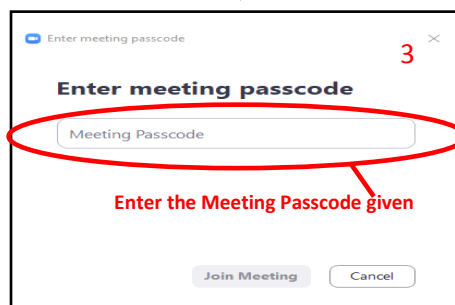 Enter meeting passcode
3
Enter meeting passcode
Meeting Passcode
Enter the Meeting Passcode given
Join Meeting Cancel